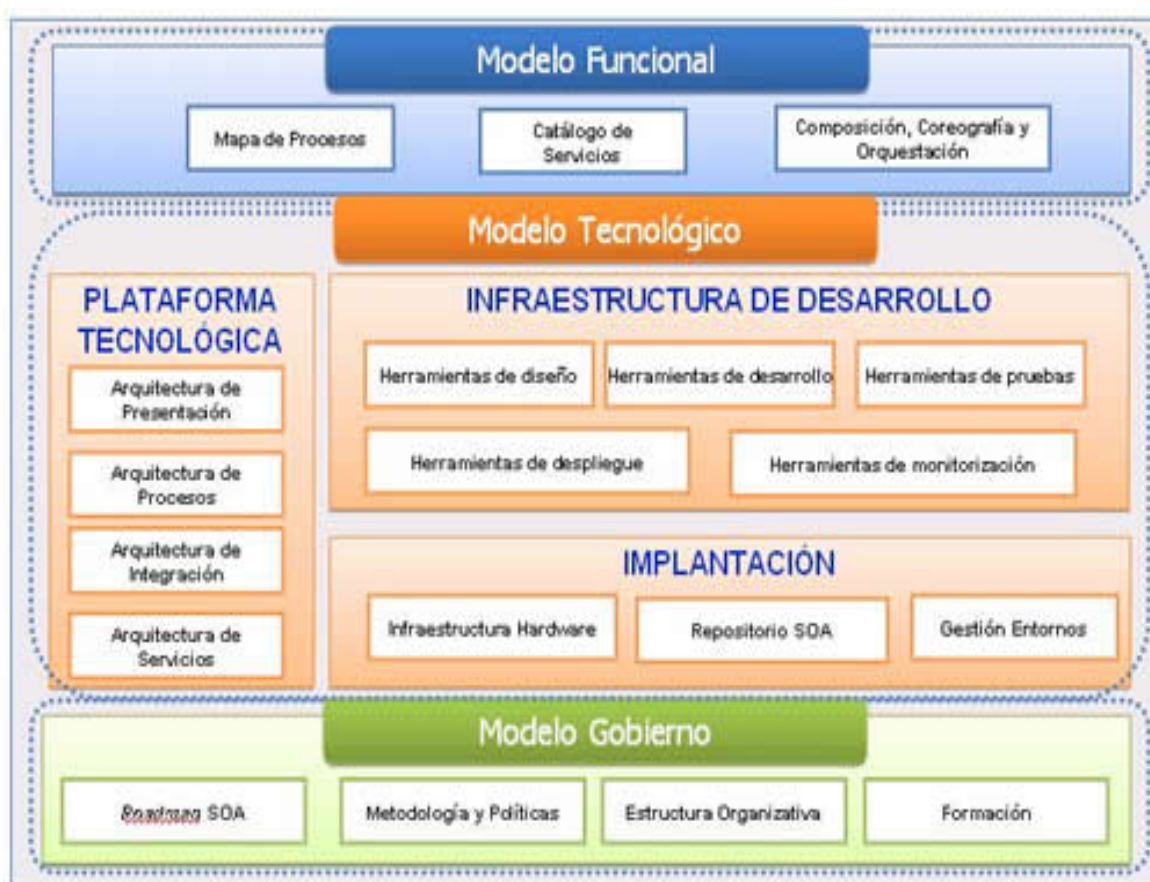 Modelo Funcional
Mapa de Procesos
Catálogo de
Servicios
Composición, Coreografía y
Orquestación
Modelo Tecnológico
PLATAFORMA
TECNOLÓGICA
Arquitectura de
Presentación
Arquitectura de
Procesos
Arquitectura de
Integración
Arquitectura de
Servicios
INFRAESTRUCTURA DE DESARROLLO
Herramientas de diseño
Herramientas de desarrollo
Herramientas de pruebas
Herramientas de despliegue
Herramientas de monitorización
IMPLANTACIÓN
Infraestructura Hardware
Repositorio SOA
Gestión Entornos
Modelo Gobierno
Roadmap SOA
Metodología y Políticas
Estructura Organizativa
Formación